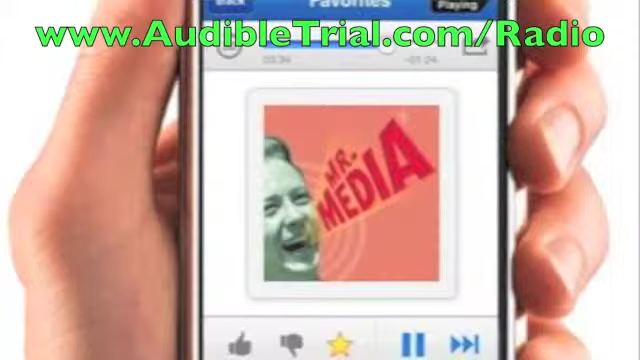 www.AudibleTrial.com/Radio
Back
Favorites
Playing
03:34
-01:24
MR.
MEDIA